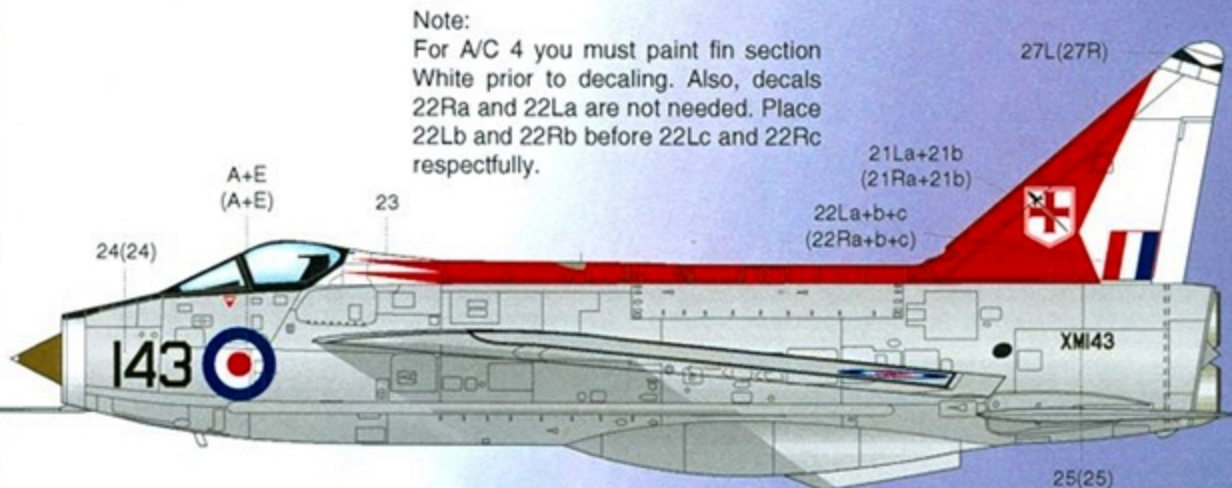 Note:
For A/C 4 you must paint fin section
White prior to decaling. Also, decals
22Ra and 22La are not needed. Place
22Lb and 22Rb before 22Lc and 22Rc
respectfully.
27L(27R)
21La+21b
(21Ra+21b)
22La+b+c
(22Ra+b+c)
A+E
(A+E)
23
24(24)
143
XM143
25(25)